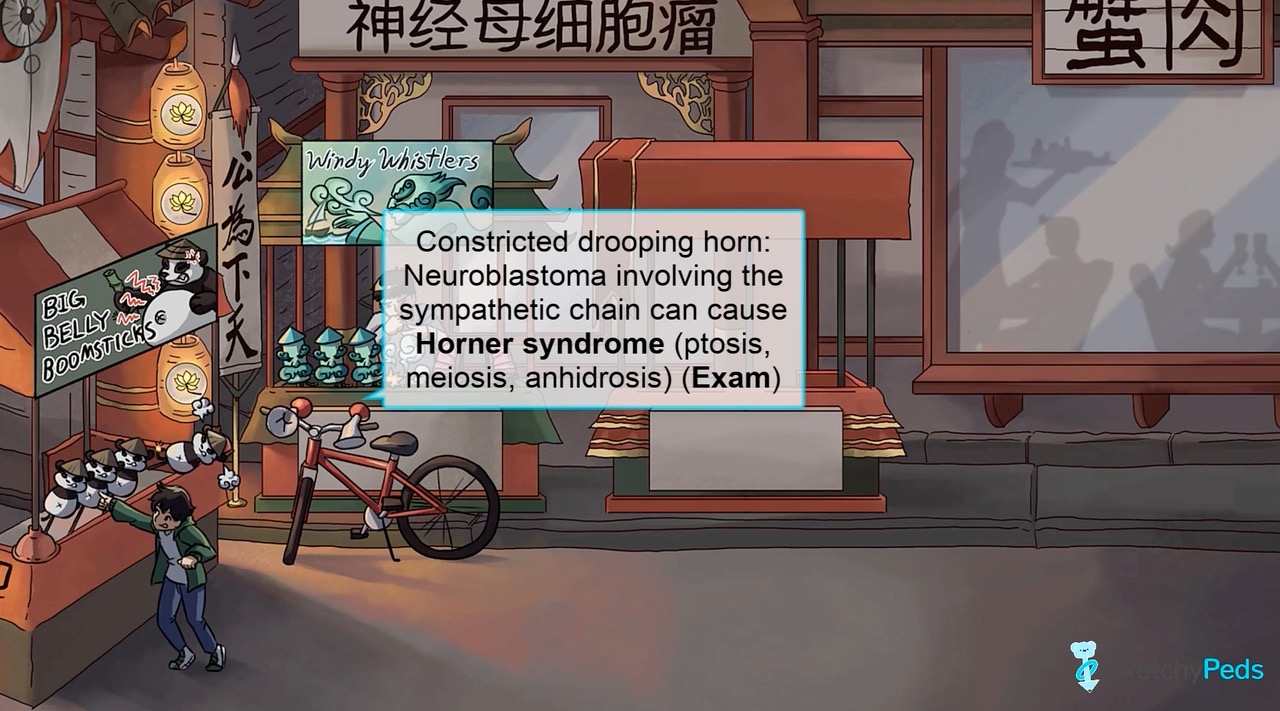 神经母细胞瘤
蟹肉
公為下天
Windy Whistlers
BIG
BELLY
BOOMSTICKS
Constricted drooping horn:
Neuroblastoma involving the
sympathetic chain can cause
Horner syndrome (ptosis,
meiosis, anhidrosis) (Exam)
SketchyPeds